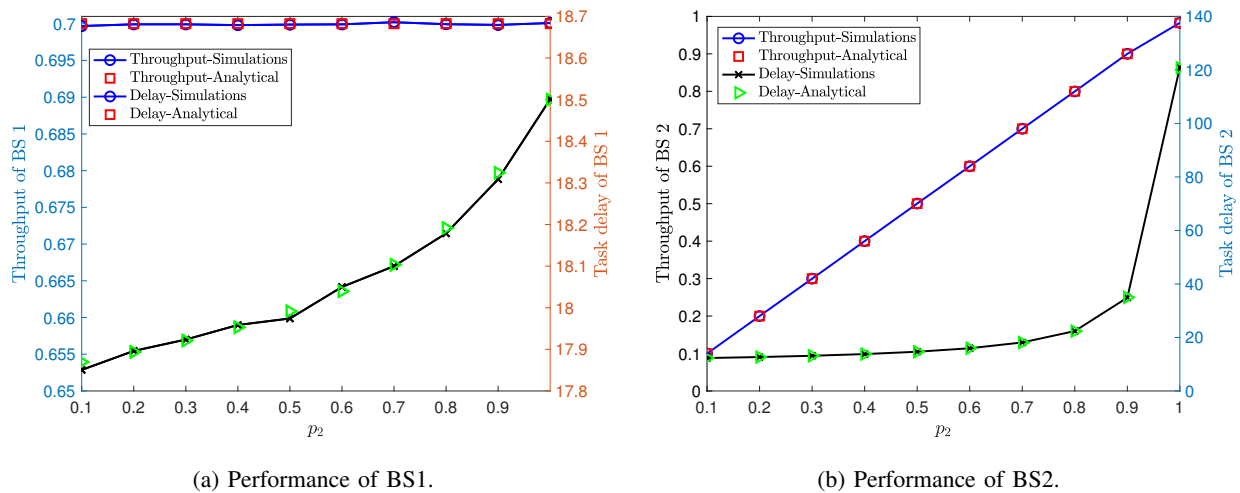 0.7
0.695
0.69
0.685
0.68
0.675
0.67
0.665
0.66
0.655
0.65
Throughput of BS 1
Throughput-Simulations
Throughput-Analytical
Delay-Simulations
Delay-Analytical
18.7
18.6
18.5
18.4
18.3
18.2
18.1
18
17.9
17.8
Task delay of BS 1
0.1 0.2 0.3 0.4 0.5 0.6 0.7 0.8 0.9
p2
(a) Performance of BS1.
1
0.9
0.8
0.7
0.6
0.5
0.4
0.3
0.2
0.1
0
Throughput of BS 2
Throughput-Simulations
Throughput-Analytical
Delay-Simulations
Delay-Analytical
140
120
100
80
60
40
20
0
Task delay of BS 2
0.1 0.2 0.3 0.4 0.5 0.6 0.7 0.8 0.9 1
p2
(b) Performance of BS2.